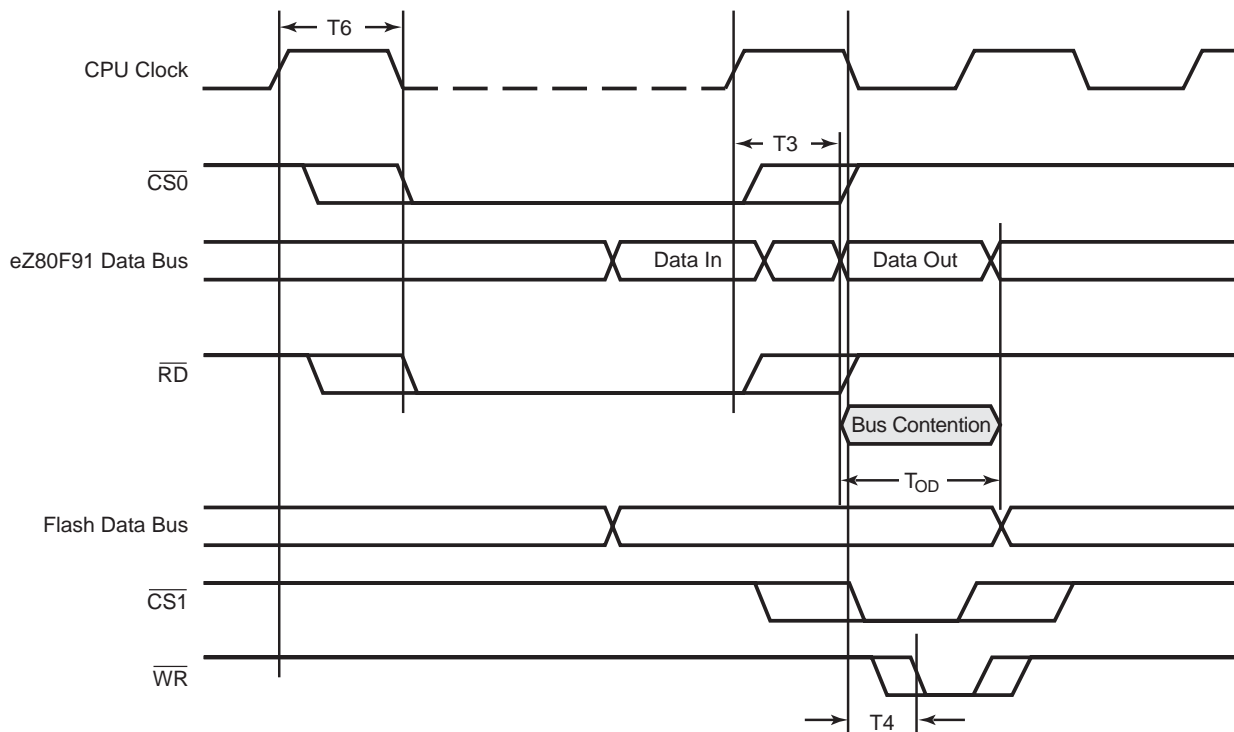 T6
CPU Clock
T3
CS0
eZ80F91 Data Bus
Data In
Data Out
RD
Bus Contention
TOD
Flash Data Bus
CS1
WR
T4